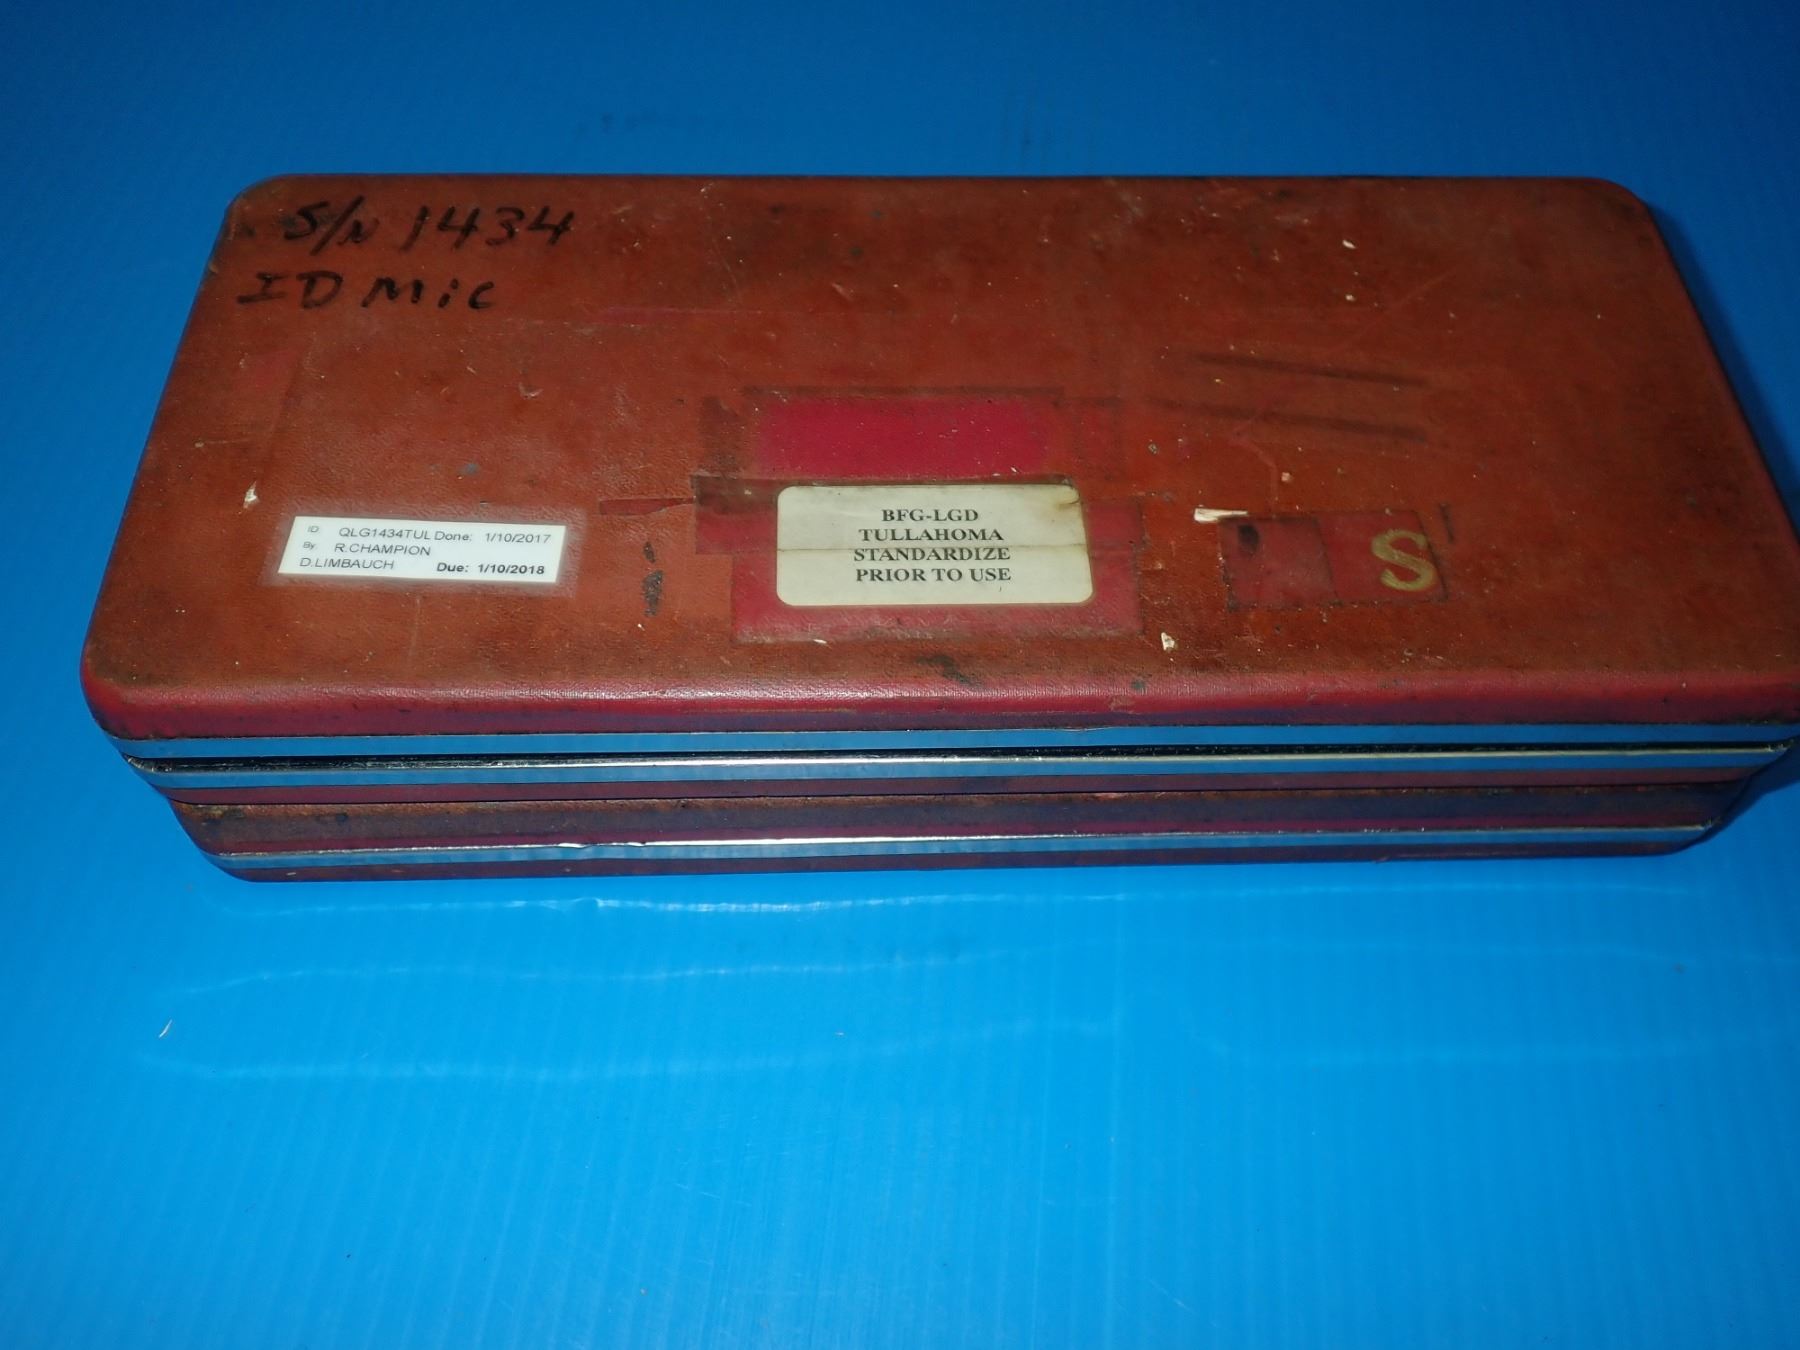 S/N 1434
ID Mic
ID: QLG1434TUL Done: 1/10/2017
By: R.CHAMPION
D.LIMBAUCH Due: 1/10/2018
BFG-LGD
TULLAHOMA
STANDARDIZE
PRIOR TO USE
S